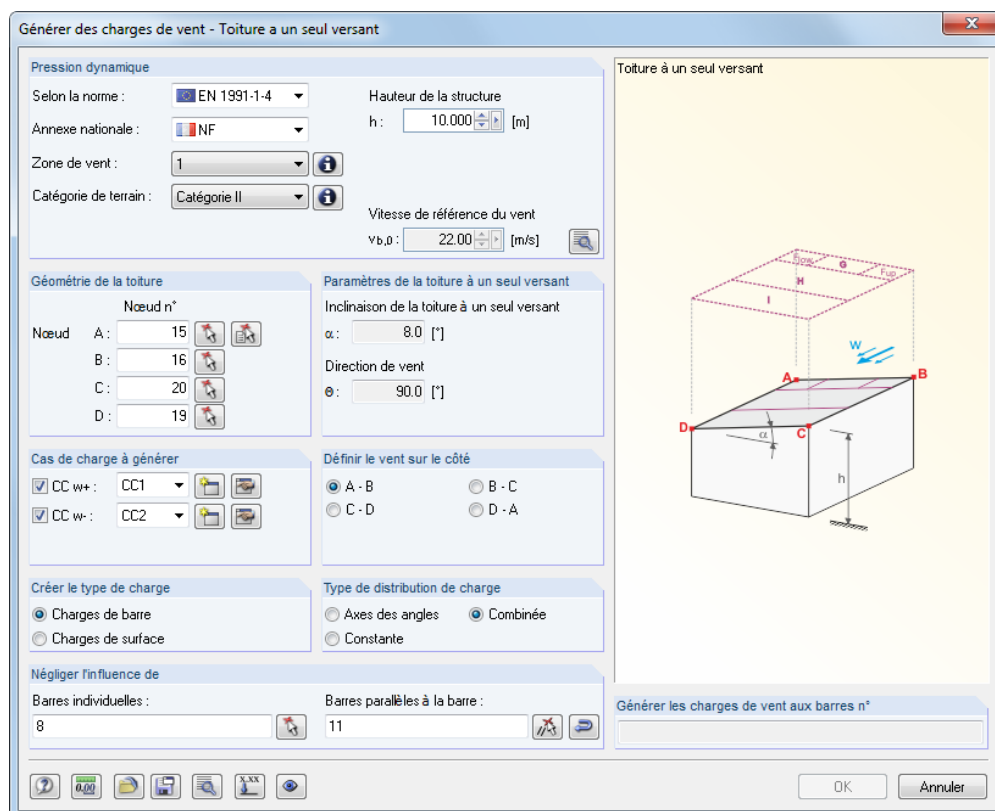 Générer des charges de vent - Toiture a un seul versant
Pression dynamique
Selon la norme :
EN 1991-1-4
Annexe nationale :
NF
Zone de vent :
1
Catégorie de terrain :
Catégorie II
Hauteur de la structure
h :
10.000
[m]
Vitesse de référence du vent
vb,0 :
22.00
[m/s]
Géométrie de la toiture
Nœud n°
Nœud
A :
15
B :
16
C :
20
D :
19
Paramètres de la toiture à un seul versant
Inclinaison de la toiture à un seul versant
α :
8.0
[°]
Direction de vent
Θ :
90.0
[°]
Cas de charge à générer
CC w+ :
CC1
CC w- :
CC2
Définir le vent sur le côté
A - B
B - C
C - D
D - A
Créer le type de charge
Charges de barre
Charges de surface
Type de distribution de charge
Axes des angles
Combinée
Constante
Négliger l'influence de
Barres individuelles :
8
Barres parallèles à la barre :
11
Toiture à un seul versant
Flow
G
Fup
H
I
W
A
B
D
C
α
h
Générer les charges de vent aux barres n°
0,00
x.xx
OK
Annuler